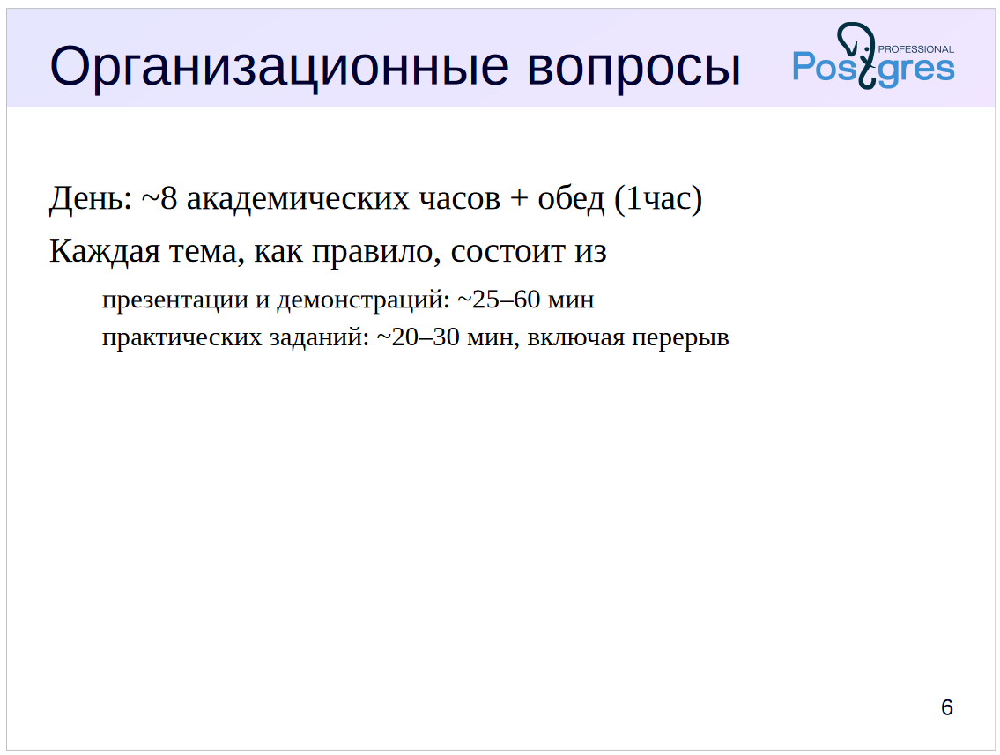 Организационные вопросы
PROFESSIONAL
Postgres
День: ~8 академических часов + обед (1час)
Каждая тема, как правило, состоит из
презентации и демонстраций: ~25–60 мин
практических заданий: ~20–30 мин, включая перерыв
6